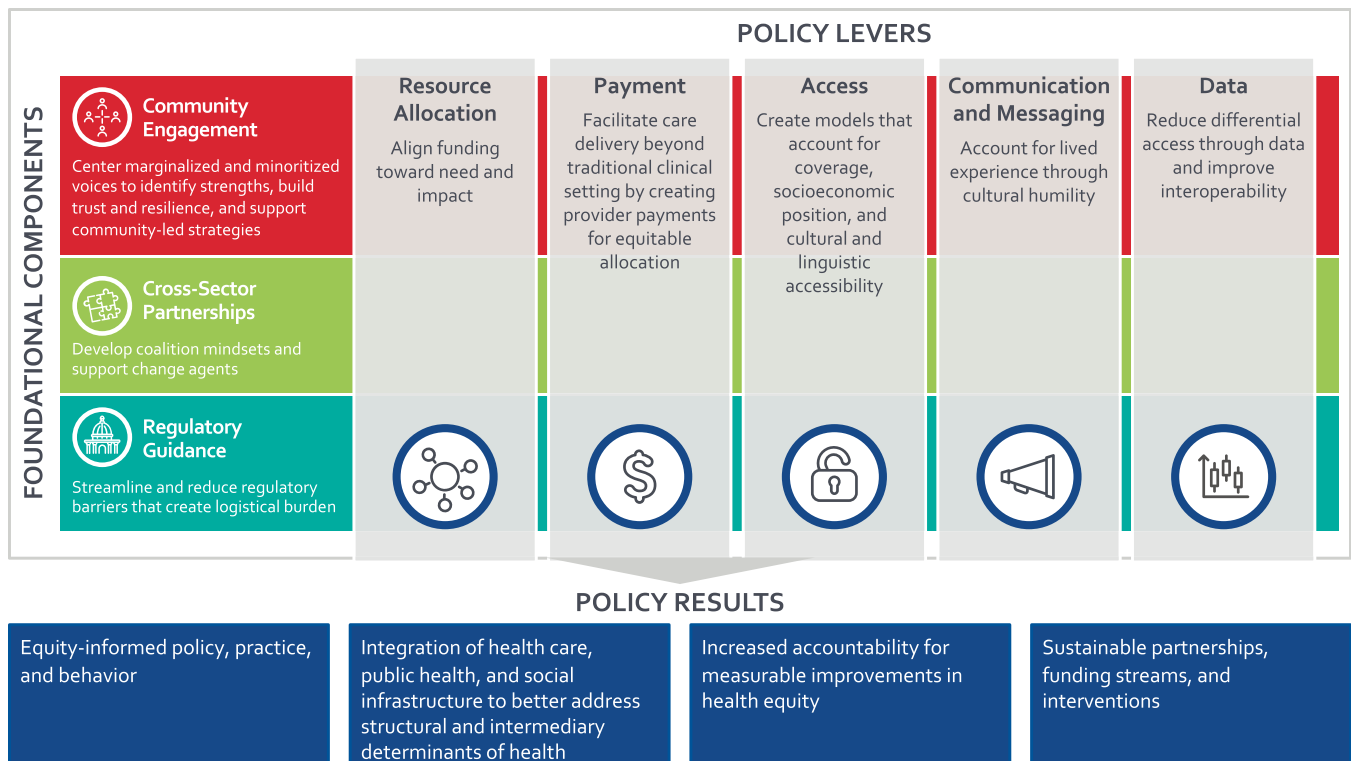 POLICY LEVERS
FOUNDATIONAL COMPONENTS
Community
Engagement
Center marginalized and minoritized
voices to identify strengths, build
trust and resilience, and support
community-led strategies
Cross-Sector
Partnerships
Develop coalition mindsets and
support change agents
Regulatory
Guidance
Streamline and reduce regulatory
barriers that create logistical burden
Resource
Allocation
Align funding
toward need and
impact
Payment
Facilitate care
delivery beyond
traditional clinical
setting by creating
provider payments
for equitable
allocation
Access
Create models that
account for
coverage,
socioeconomic
position, and
cultural and
linguistic
accessibility
Communication
and Messaging
Account for lived
experience through
cultural humility
Data
Reduce differential
access through data
and improve
interoperability
$
POLICY RESULTS
Equity-informed policy, practice,
and behavior
Integration of health care,
public health, and social
infrastructure to better address
structural and intermediary
determinants of health
Increased accountability for
measurable improvements in
health equity
Sustainable partnerships,
funding streams, and
interventions